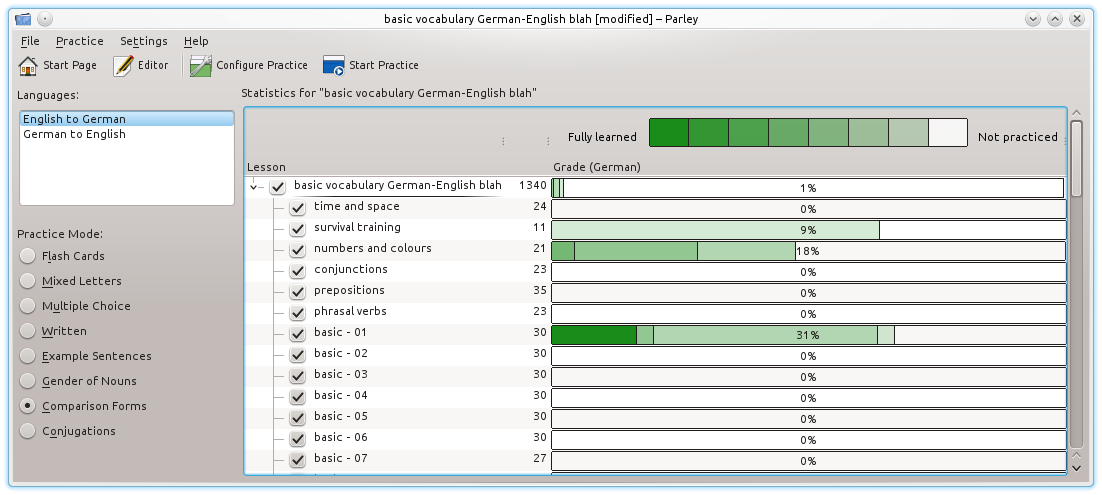 basic vocabulary German-English blah [modified] – Parley
File Practice Settings Help
Start Page Editor Configure Practice Start Practice
Languages:
English to German
German to English
Practice Mode:
Flash Cards
Mixed Letters
Multiple Choice
Written
Example Sentences
Gender of Nouns
Comparison Forms
Conjugations
Statistics for "basic vocabulary German-English blah"
Fully learned Not practiced
Lesson Grade (German)
basic vocabulary German-English blah 1340 1%
time and space 24 0%
survival training 11 9%
numbers and colours 21 18%
conjunctions 23 0%
prepositions 35 0%
phrasal verbs 23 0%
basic - 01 30 31%
basic - 02 30 0%
basic - 03 30 0%
basic - 04 30 0%
basic - 05 30 0%
basic - 06 30 0%
basic - 07 27 0%